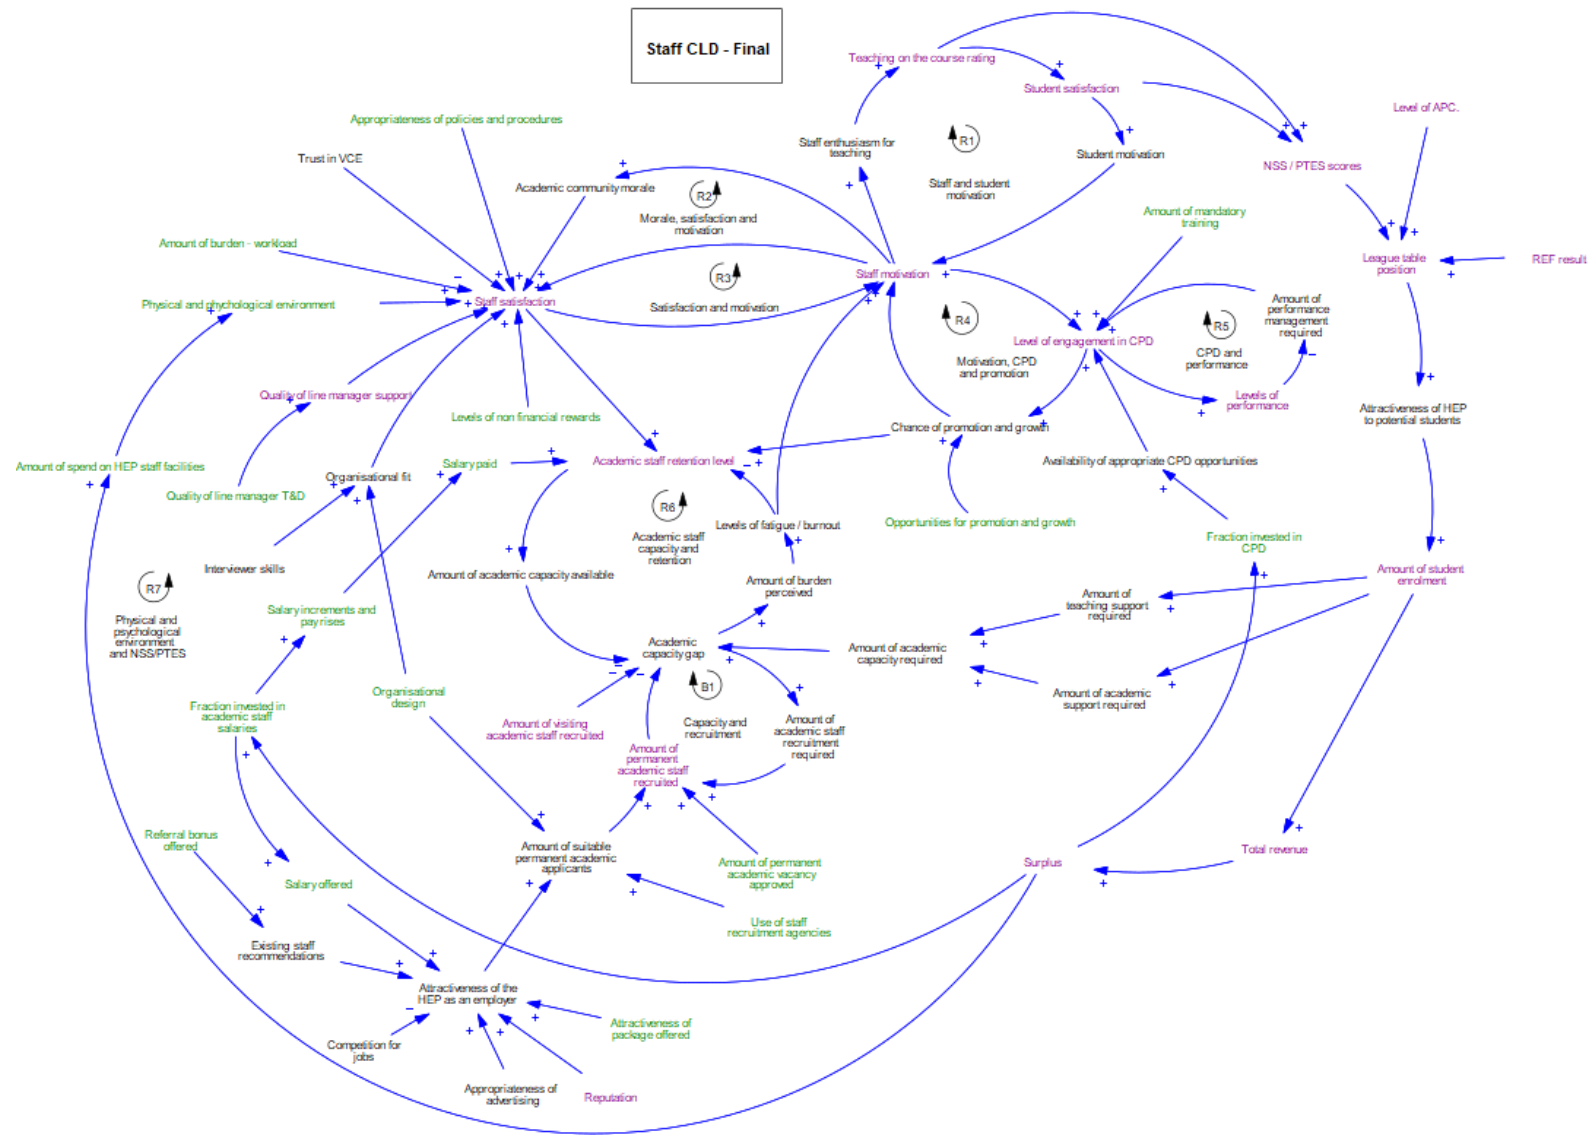 Staff CLD - Final
Teaching on the course rating
Student satisfaction
Level of APC.
Appropriateness of policies and procedures
Trust in VCE
Staff enthusiasm for
teaching
R1
Student motivation
NSS / PTES scores
Academic community morale
R2
Staff and student
motivation
Morale, satisfaction and
motivation
Amount of mandatory
training
Amount of burden - workload
League table
position
REF result
Staff motivation
R3
Physical and phychological environment
Staff satisfaction
Satisfaction and motivation
R4
Amount of
performance
management
required
R5
Level of engagement in CPD
CPD and
performance
Motivation, CPD
and promotion
Quality of line manager support
Levels of
performance
Levels of non financial rewards
Attractiveness of HEP
to potential students
Chance of promotion and growth
Amount of spend on HEP staff facilities
Organisational fit
Salary paid
Academic staff retention level
Availability of appropriate CPD opportunities
Quality of line manager T&D
R6
Levels of fatigue / burnout
Opportunities for promotion and growth
Academic staff
capacity and
retention
Fraction invested in
CPD
Interviewer skills
Amount of academic capacity available
Amount of burden
perceived
Amount of student
enrolment
R7
Physical and
psychological
environment
and NSS/PTES
Salary increments and
pay rises
Amount of
teaching support
required
Academic
capacity gap
Amount of academic
capacity required
B1
Organisational
design
Amount of academic
support required
Fraction invested in
academic staff
salaries
Amount of visiting
academic staff recruited
Capacity and
recruitment
Amount of
academic staff
recruitment
required
Amount of
permanent
academic staff
recruited
Referral bonus
offered
Amount of suitable
permanent academic
applicants
Amount of permanent
academic vacancy
approved
Surplus
Total revenue
Salary offered
Use of staff
recruitment agencies
Existing staff
recommendations
Attractiveness of the
HEP as an employer
Attractiveness of
package offered
Competition for
jobs
Appropriateness of
advertising
Reputation